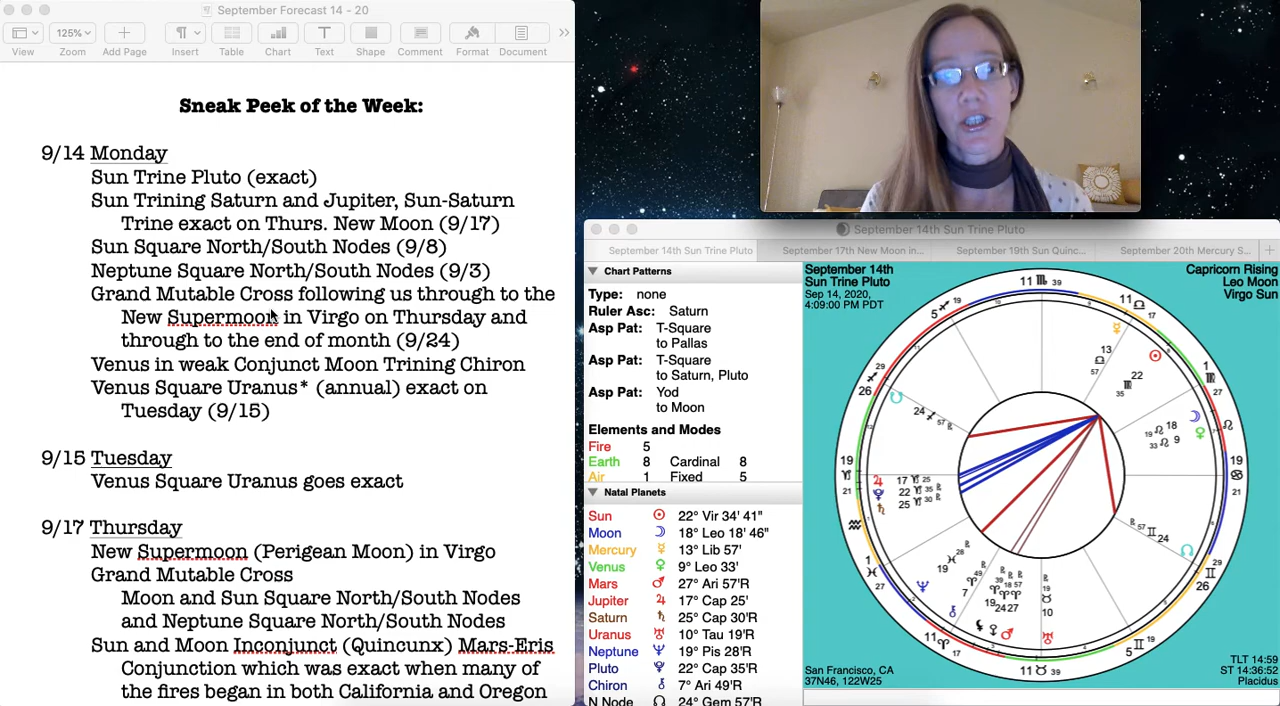 September Forecast 14 - 20
125%
View
Zoom
Add Page
Insert
Table
Chart
Text
Shape
Comment
Format
Document
Sneak Peek of the Week:
9/14 Monday
Sun Trine Pluto (exact)
Sun Trining Saturn and Jupiter, Sun-Saturn
Trine exact on Thurs. New Moon (9/17)
Sun Square North/South Nodes (9/8)
Neptune Square North/South Nodes (9/3)
Grand Mutable Cross following us through to the
New Supermoon in Virgo on Thursday and
through to the end of month (9/24)
Venus in weak Conjunct Moon Trining Chiron
Venus Square Uranus* (annual) exact on
Tuesday (9/15)
9/15 Tuesday
Venus Square Uranus goes exact
9/17 Thursday
New Supermoon (Perigean Moon) in Virgo
Grand Mutable Cross
Moon and Sun Square North/South Nodes
and Neptune Square North/South Nodes
Sun and Moon Inconjunct (Quincunx) Mars-Eris
Conjunction which was exact when many of
the fires began in both California and Oregon
September 14th Sun Trine Pluto
September 14th Sun Trine Pluto
September 17th New Moon in...
September 19th Sun Quinc...
September 20th Mercury S...
Chart Patterns
Type: none
Ruler Asc: Saturn
Asp Pat: T-Square
to Pallas
Asp Pat: T-Square
to Saturn, Pluto
Asp Pat: Yod
to Moon
Elements and Modes
Fire 5
Earth 8 Cardinal 8
Air 1 Fixed 5
Natal Planets
Sun ☉ 22° Vir 34' 41"
Moon ☽ 18° Leo 18' 46"
Mercury ☿ 13° Lib 57'
Venus ♀ 9° Leo 33'
Mars ♂ 27° Ari 57'R
Jupiter ♃ 17° Cap 25'
Saturn ♄ 25° Cap 30'R
Uranus ♅ 10° Tau 19'R
Neptune ♆ 19° Pis 28'R
Pluto ♇ 22° Cap 35'R
Chiron ⚷ 7° Ari 49'R
N Node ☊ 24° Gem 57'R
September 14th
Sun Trine Pluto
Sep 14, 2020,
4:09:00 PM PDT
Capricorn Rising
Leo Moon
Virgo Sun
San Francisco, CA
37N46, 122W25
TLT 14:59
ST 14:36:52
Placidus